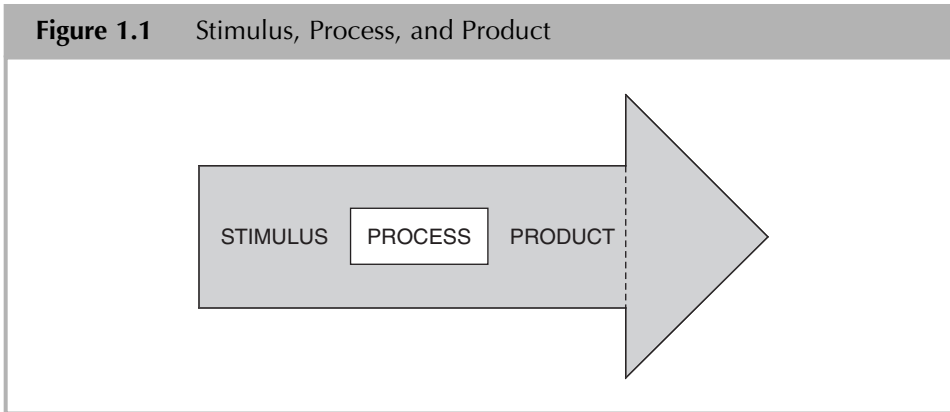 Figure 1.1 Stimulus, Process, and Product
STIMULUS PROCESS PRODUCT